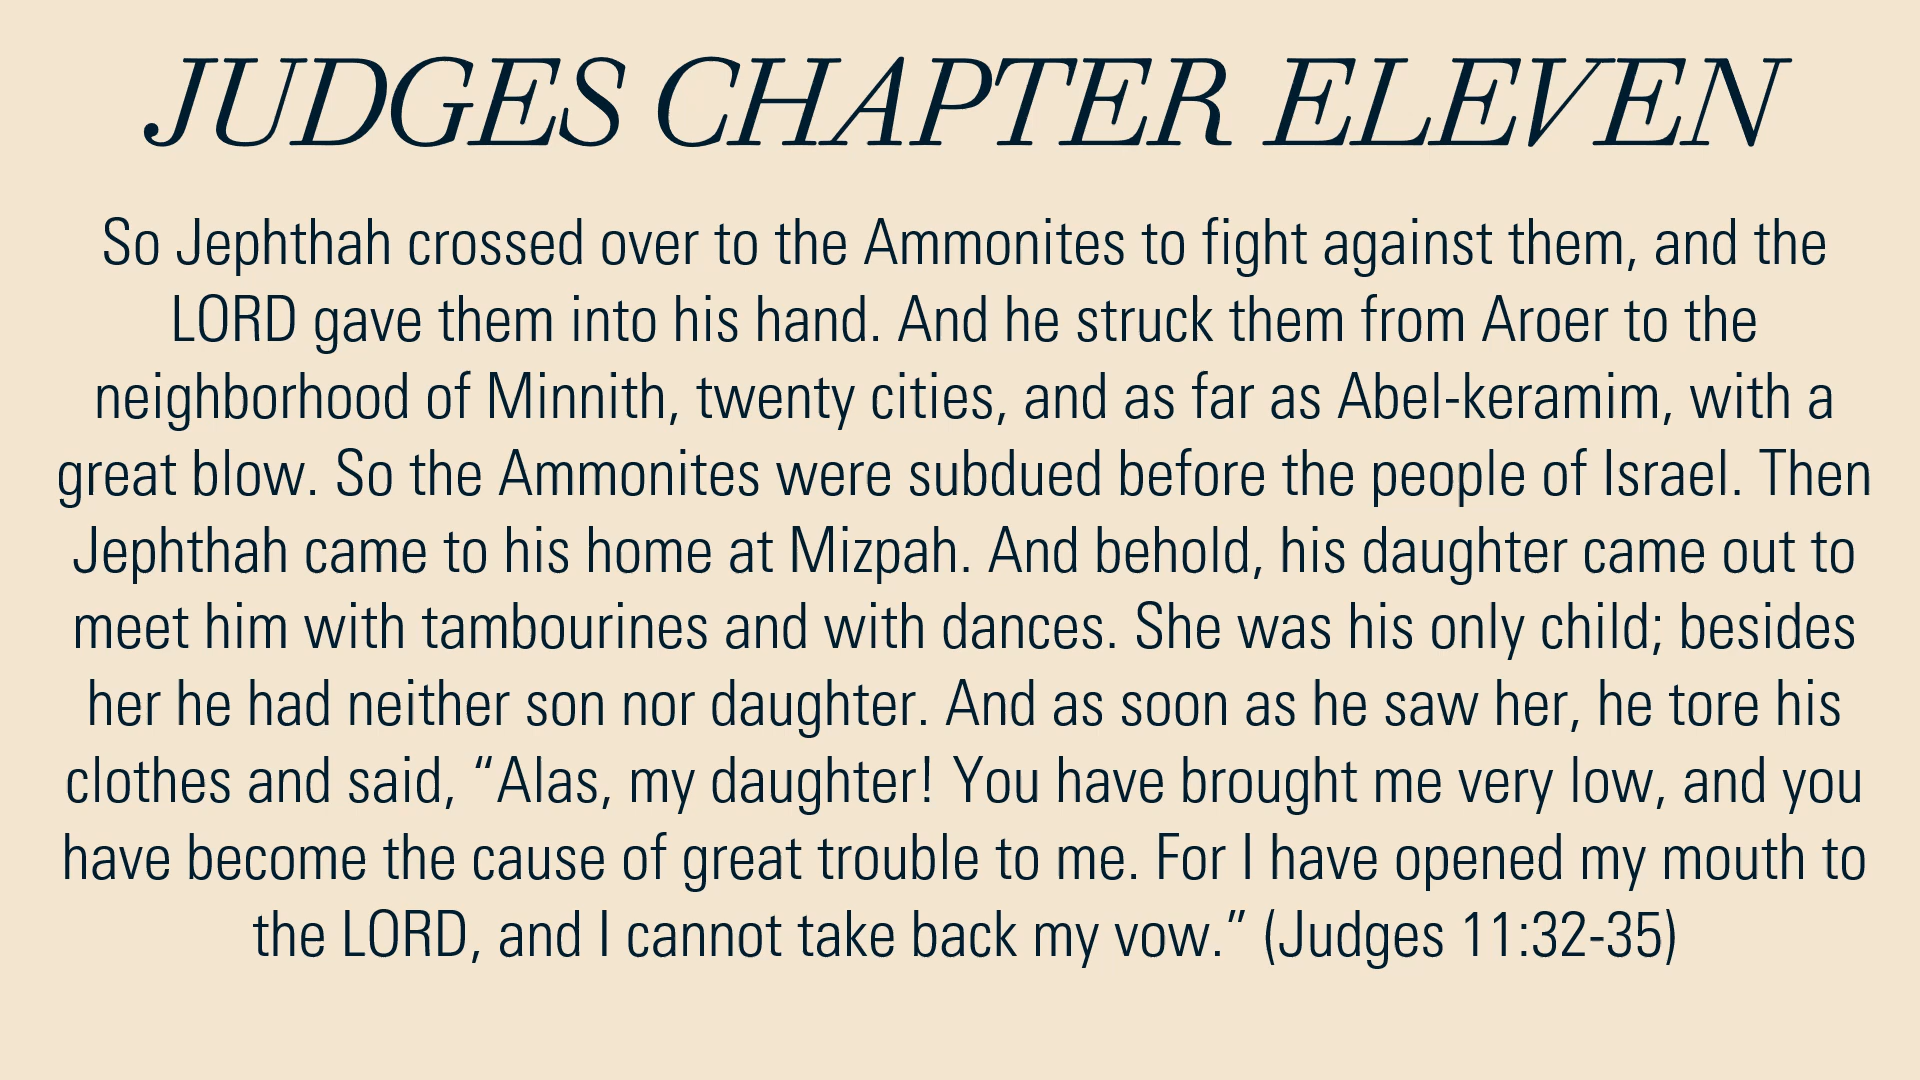 JUDGES CHAPTER ELEVEN
So Jephthah crossed over to the Ammonites to fight against them, and the
LORD gave them into his hand. And he struck them from Aroer to the
neighborhood of Minnith, twenty cities, and as far as Abel-keramim, with a
great blow. So the Ammonites were subdued before the people of Israel. Then
Jephthah came to his home at Mizpah. And behold, his daughter came out to
meet him with tambourines and with dances. She was his only child; besides
her he had neither son nor daughter. And as soon as he saw her, he tore his
clothes and said, “Alas, my daughter! You have brought me very low, and you
have become the cause of great trouble to me. For I have opened my mouth to
the LORD, and I cannot take back my vow.” (Judges 11:32-35)